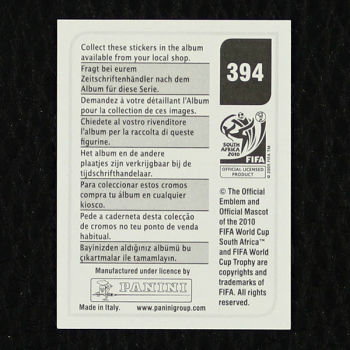 Collect these stickers in the album
available from your local shop.
Fragt bei eurem
Zeitschriftenhändler nach dem
Album für diese Serie.
Demandez à votre détaillant l'Album
pour la collection de ces images.
Chiedete al vostro rivenditore
l'album per la raccolta di queste
figurine.
Het album en de andere
plaatjes zijn verkrijgbaar bij de
tijdschrifthandelaar.
Para coleccionar estos cromos
compra tu álbum en cualquier
kiosco.
Pede a caderneta desta colecção
de cromos no teu ponto de venda
habitual.
Bayinizden aldığınız albümü bu
çıkartmalar ile tamamlayın.
Manufactured under licence by
PANINI
Made in Italy. www.paninigroup.com
394
SOUTH AFRICA
2010
FIFA
OFFICIAL LICENSED
PRODUCT
© The Official
Emblem and
Official Mascot
of the 2010
FIFA World Cup
South Africa™
and FIFA World
Cup Trophy are
copyrights and
trademarks of
FIFA. All rights
reserved.